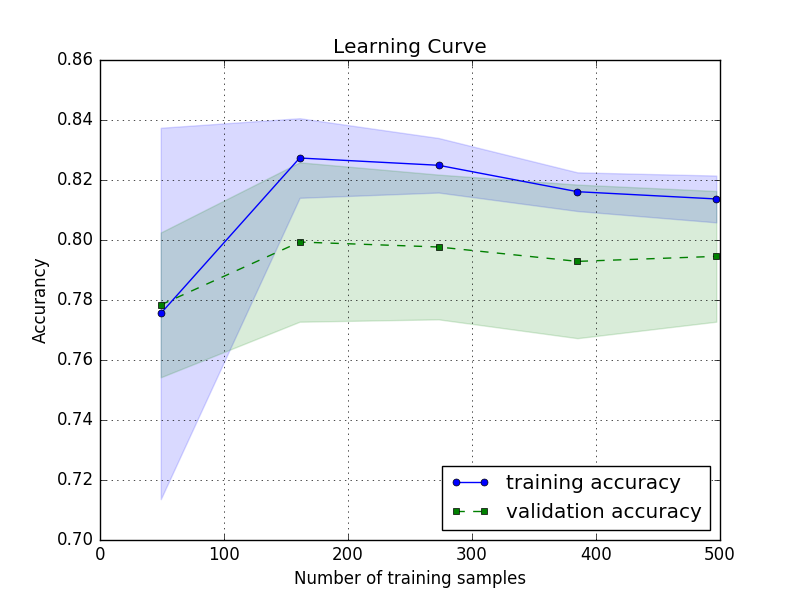 Learning Curve
0.86
0.84
0.82
0.80
0.78
0.76
0.74
0.72
0.70
Accurancy
training accuracy
validation accuracy
0 100 200 300 400 500
Number of training samples